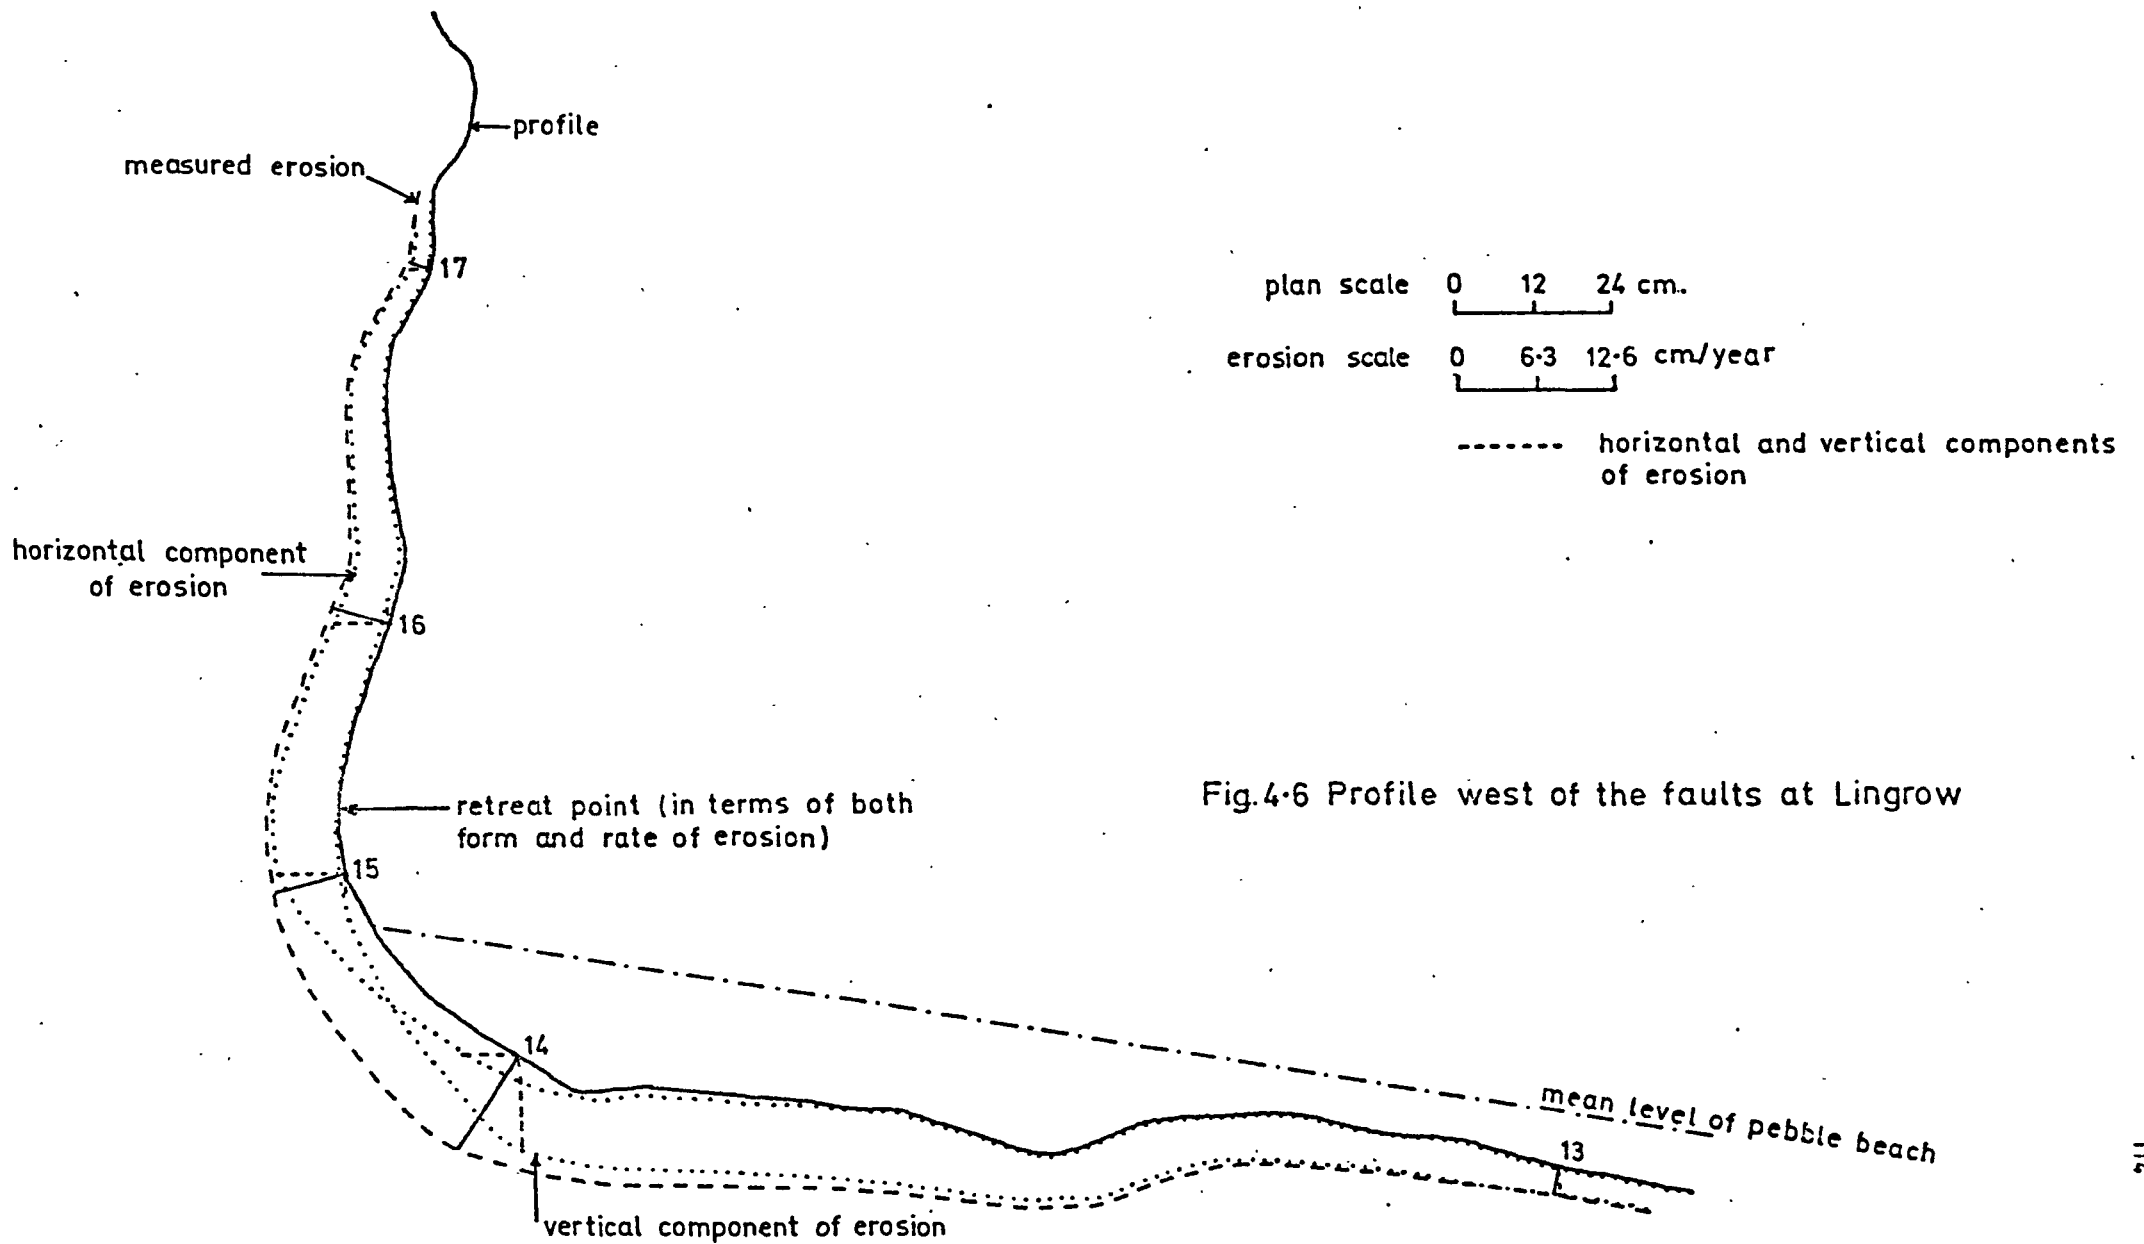 profile
measured erosion
17
plan scale 0 12 24 cm.
erosion scale 0 6·3 12·6 cm/year
------- horizontal and vertical components
of erosion
horizontal component
of erosion
16
retreat point (in terms of both
form and rate of erosion)
Fig.4·6 Profile west of the faults at Lingrow
15
14
mean level of pebble beach
13
vertical component of erosion